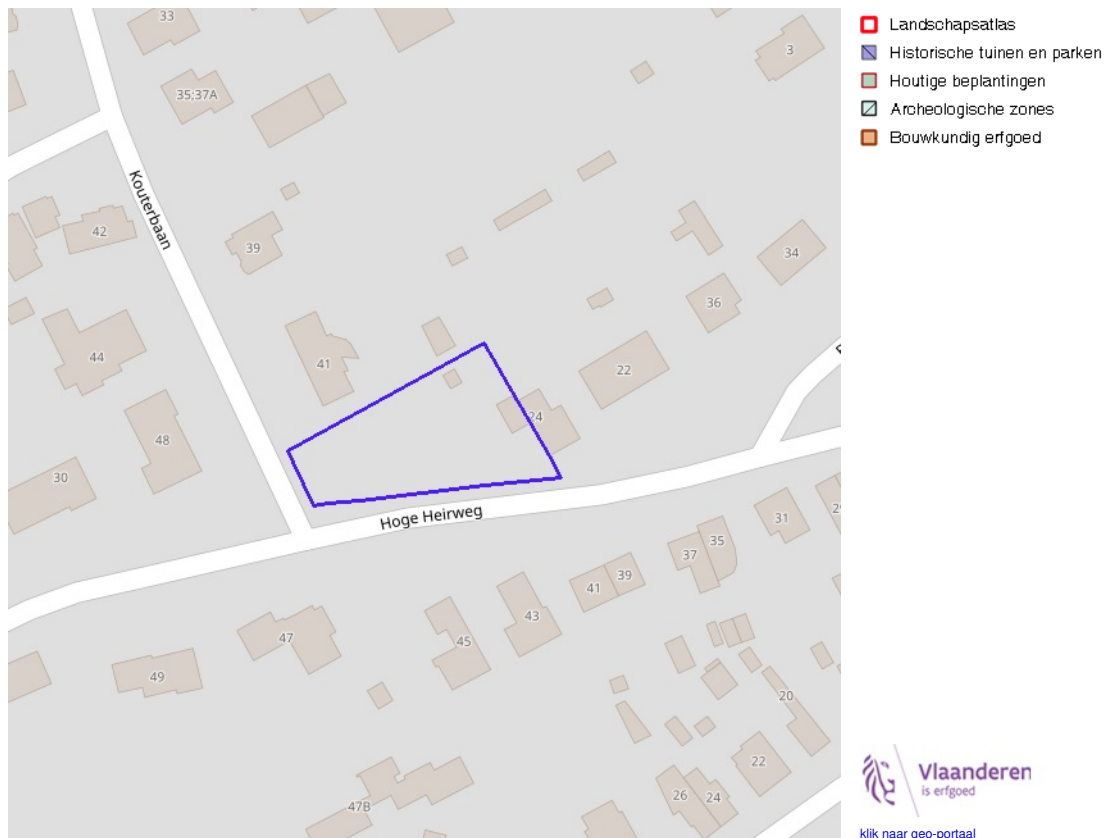 33
3
35;37A
Kouterbaan
42
39
34
36
44
41
22
24
48
30
Hoge Heirweg
31
35
37
41
39
43
47
45
49
20
22
26
24
47B
Landschapsatlas
Historische tuinen en parken
Houtige beplantingen
Archeologische zones
Bouwkundig erfgoed
Vlaanderen
is erfgoed
klik naar geo-portaal